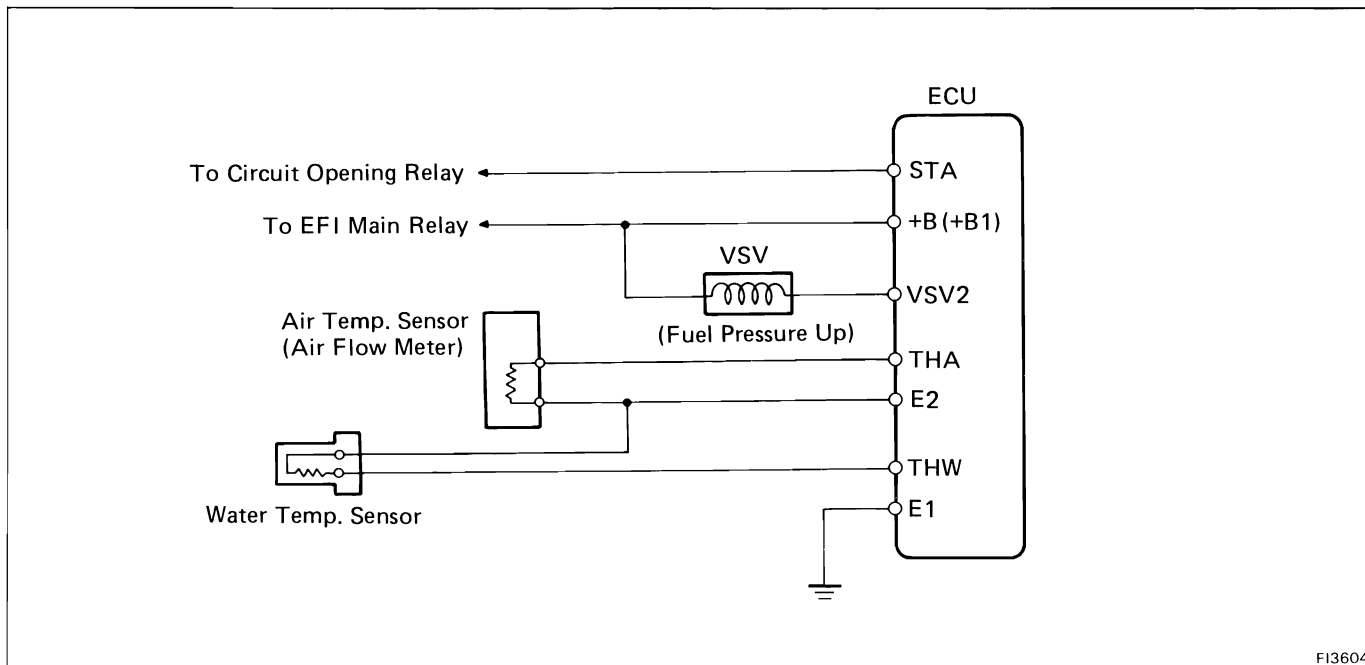 ECU
To Circuit Opening Relay
STA
To EFI Main Relay
+B (+B1)
VSV
VSV2
(Fuel Pressure Up)
Air Temp. Sensor
(Air Flow Meter)
THA
E2
THW
Water Temp. Sensor
E1
FI3604